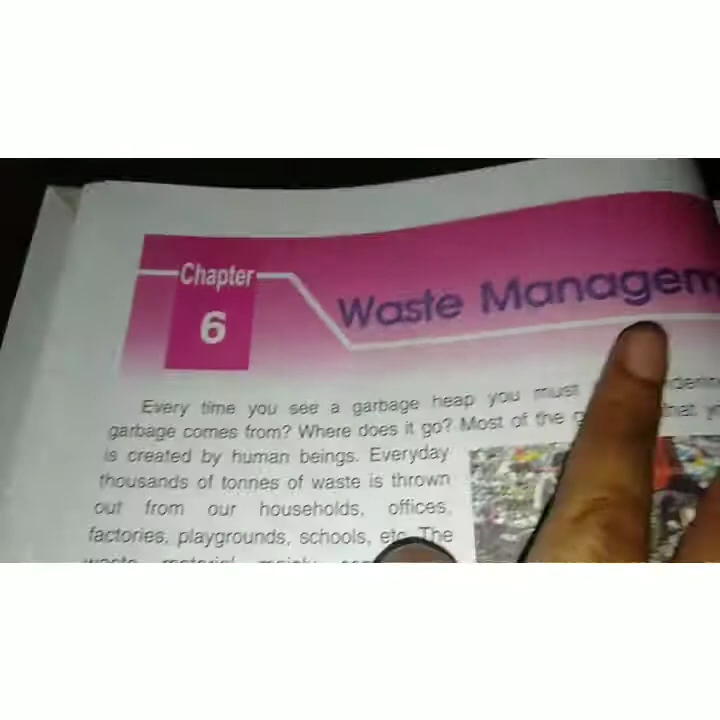 Chapter
6
Waste Managem
Every time you see a garbage heap you must
garbage comes from? Where does it go? Most of the
is created by human beings. Everyday
thousands of tonnes of waste is thrown
out from our households, offices,
factories, playgrounds, schools, etc. The